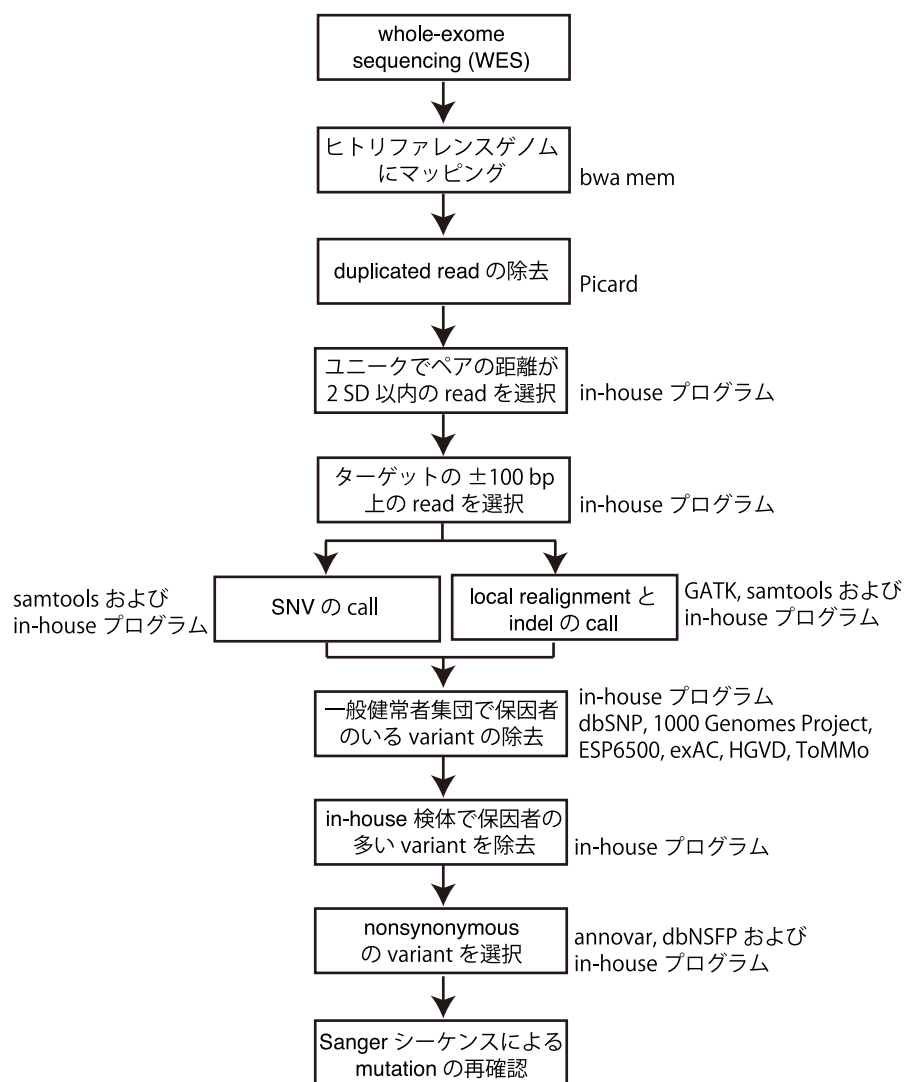 whole-exome
sequencing (WES)
ヒトリファレンスゲノム
にマッピング
bwa mem
duplicated read の除去
Picard
ユニークでペアの距離が
2 SD 以内の read を選択
in-house プログラム
ターゲットの ±100 bp
上の read を選択
in-house プログラム
samtools および
in-house プログラム
SNV の call
local realignment と
indel の call
GATK, samtools および
in-house プログラム
一般健常者集団で保因者
のいる variant の除去
in-house プログラム
dbSNP, 1000 Genomes Project,
ESP6500, exAC, HGVD, ToMMo
in-house 検体で保因者の
多い variant を除去
in-house プログラム
nonsynonymous
の variant を選択
annovar, dbNSFP および
in-house プログラム
Sanger シーケンスによる
mutation の再確認